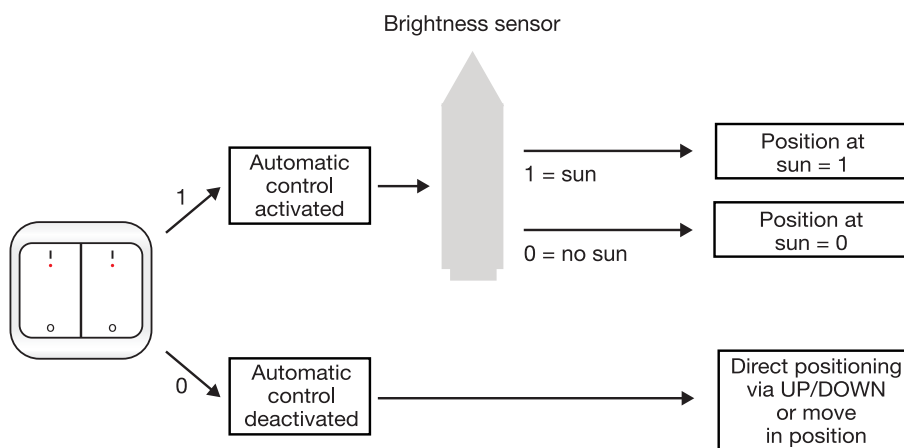 Brightness sensor
Automatic
control
activated
1
1 = sun
0 = no sun
Position at
sun = 1
Position at
sun = 0
I I
O O
0
Automatic
control
deactivated
Direct positioning
via UP/DOWN
or move
in position